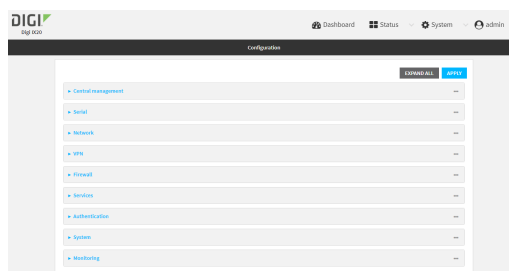 DIGI
Digi IX20
Dashboard Status System admin
Configuration
EXPAND ALL APPLY
Central management
Serial
Network
VPN
Firewall
Services
Authentication
System
Monitoring